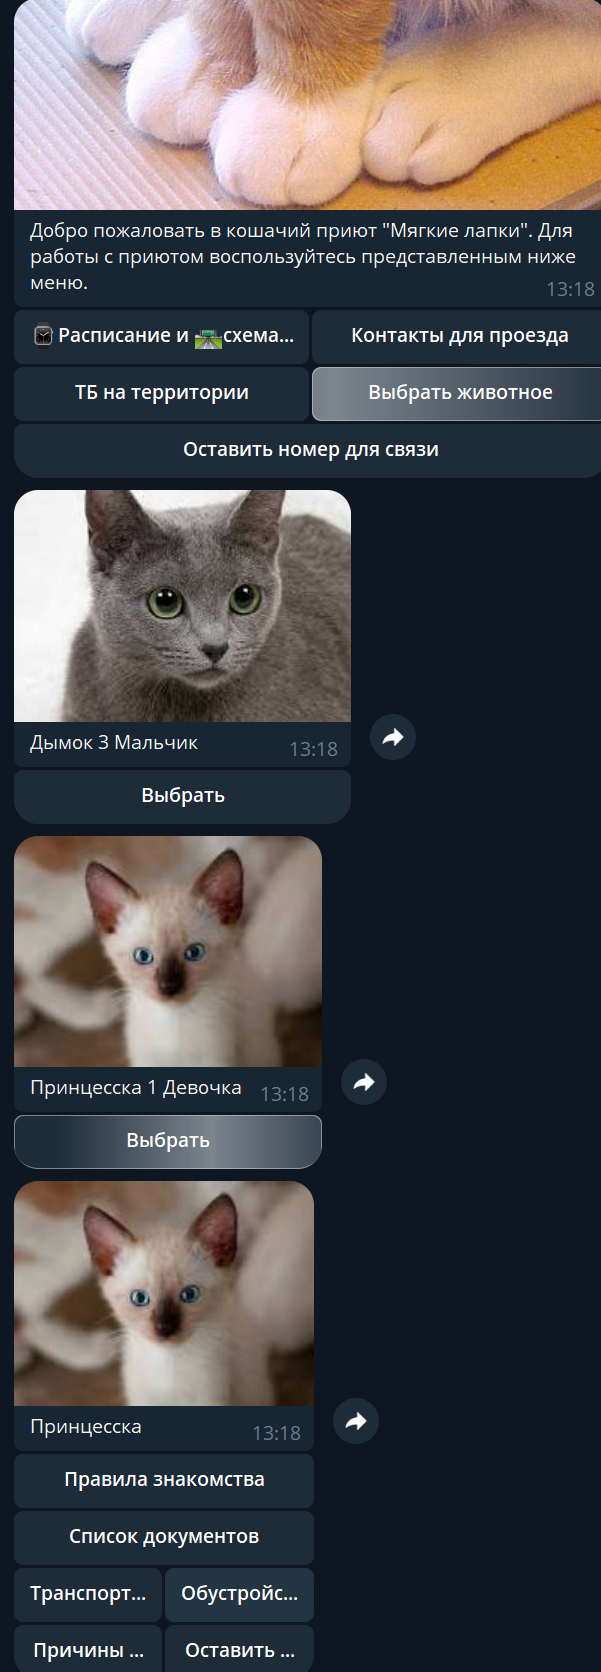 Добро пожаловать в кошачий приют "Мягкие лапки". Для
работы с приютом воспользуйтесь представленным ниже
меню.
13:18
Расписание и схема...
Контакты для проезда
ТБ на территории
Выбрать животное
Оставить номер для связи
Дымок 3 Мальчик
13:18
Выбрать
Принцесска 1 Девочка
13:18
Выбрать
Принцесска
13:18
Правила знакомства
Список документов
Транспорт...
Обустройс...
Причины ...
Оставить ...